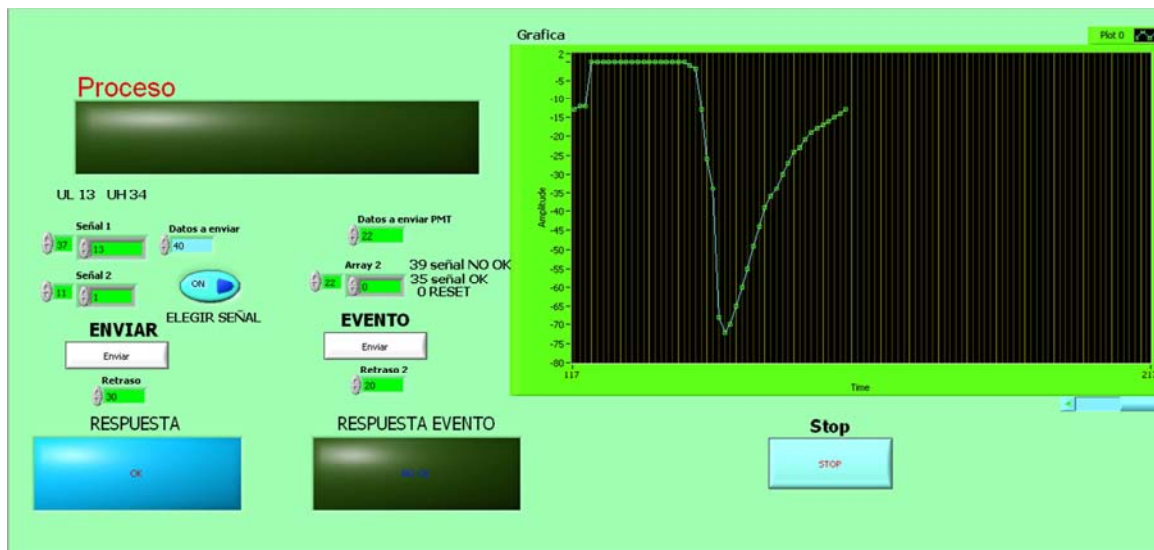 Grafica
Plot 0
Proceso
UL 13 UH 34
Señal 1
37
13
Datos a enviar
40
Señal 2
11
1
ON
ELEGIR SEÑAL
ENVIAR
Enviar
Retraso
30
RESPUESTA
OK
Datos a enviar PMT
22
Array 2
22
0
39 señal NO OK
35 señal OK
0 RESET
EVENTO
Enviar
Retraso 2
20
RESPUESTA EVENTO
Amplitude
2
-5
-10
-15
-20
-25
-30
-35
-40
-45
-50
-55
-60
-65
-70
-75
-80
117
Time
Stop
STOP